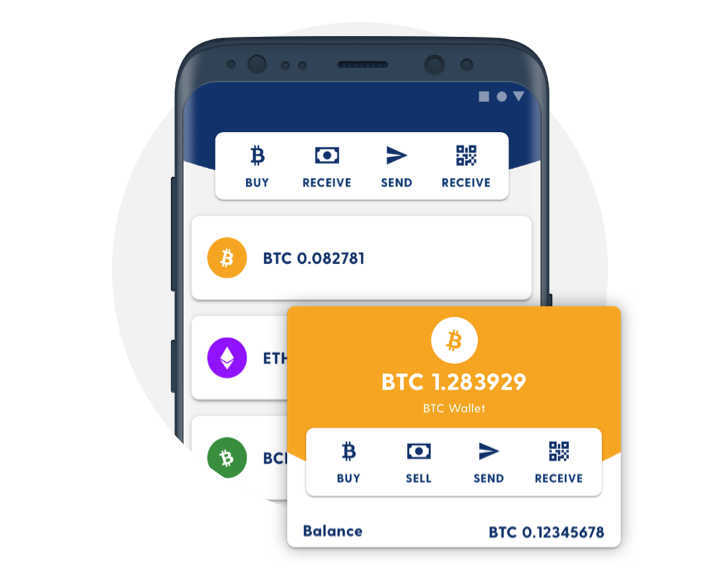 BUY RECEIVE SEND RECEIVE
BTC 0.082781
ETH
BTC 1.283929
BTC Wallet
BUY SELL SEND RECEIVE
Balance BTC 0.12345678